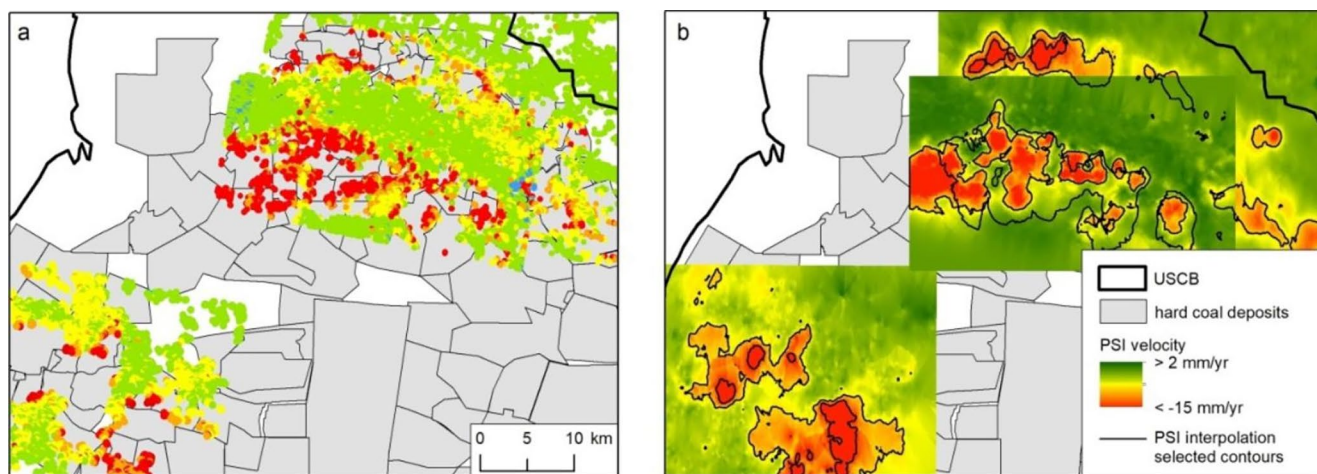 a
0 5 10 km
b
USCB
hard coal deposits
PSI velocity
> 2 mm/yr
< -15 mm/yr
PSI interpolation
selected contours